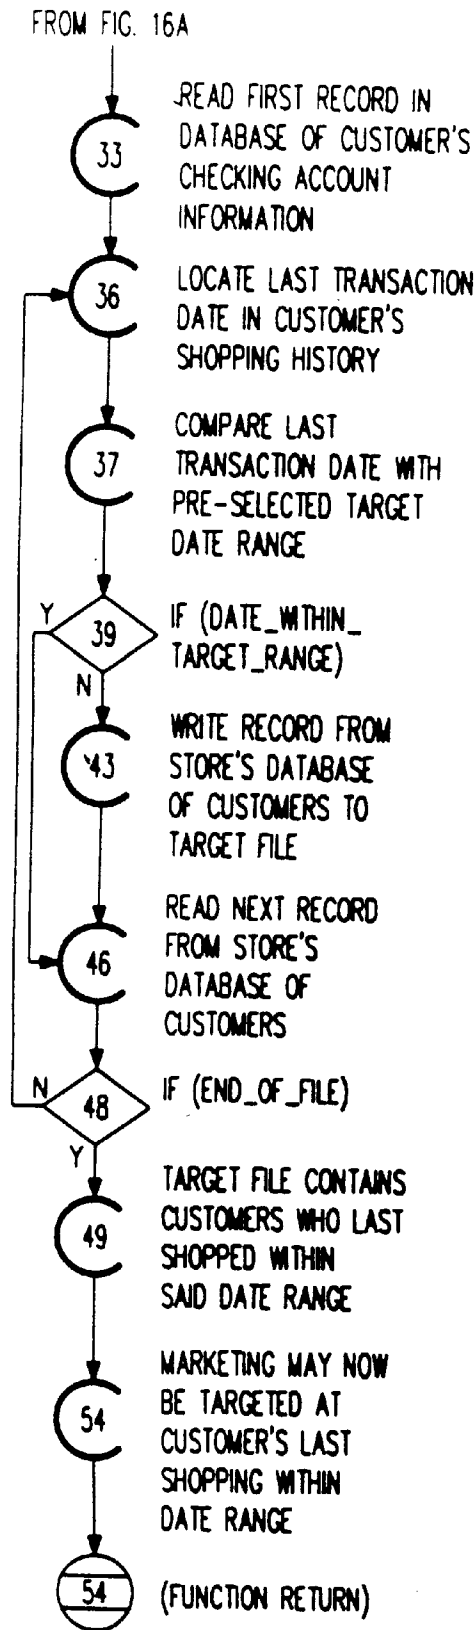 FROM FIG. 16A
33
READ FIRST RECORD IN
DATABASE OF CUSTOMER'S
CHECKING ACCOUNT
INFORMATION
36
LOCATE LAST TRANSACTION
DATE IN CUSTOMER'S
SHOPPING HISTORY
37
COMPARE LAST
TRANSACTION DATE WITH
PRE-SELECTED TARGET
DATE RANGE
Y
39
IF (DATE_WITHIN_
TARGET_RANGE)
N
43
WRITE RECORD FROM
STORE'S DATABASE
OF CUSTOMERS TO
TARGET FILE
46
READ NEXT RECORD
FROM STORE'S
DATABASE OF
CUSTOMERS
N
48
IF (END_OF_FILE)
Y
49
TARGET FILE CONTAINS
CUSTOMERS WHO LAST
SHOPPED WITHIN
SAID DATE RANGE
54
MARKETING MAY NOW
BE TARGETED AT
CUSTOMER'S LAST
SHOPPING WITHIN
DATE RANGE
54
(FUNCTION RETURN)